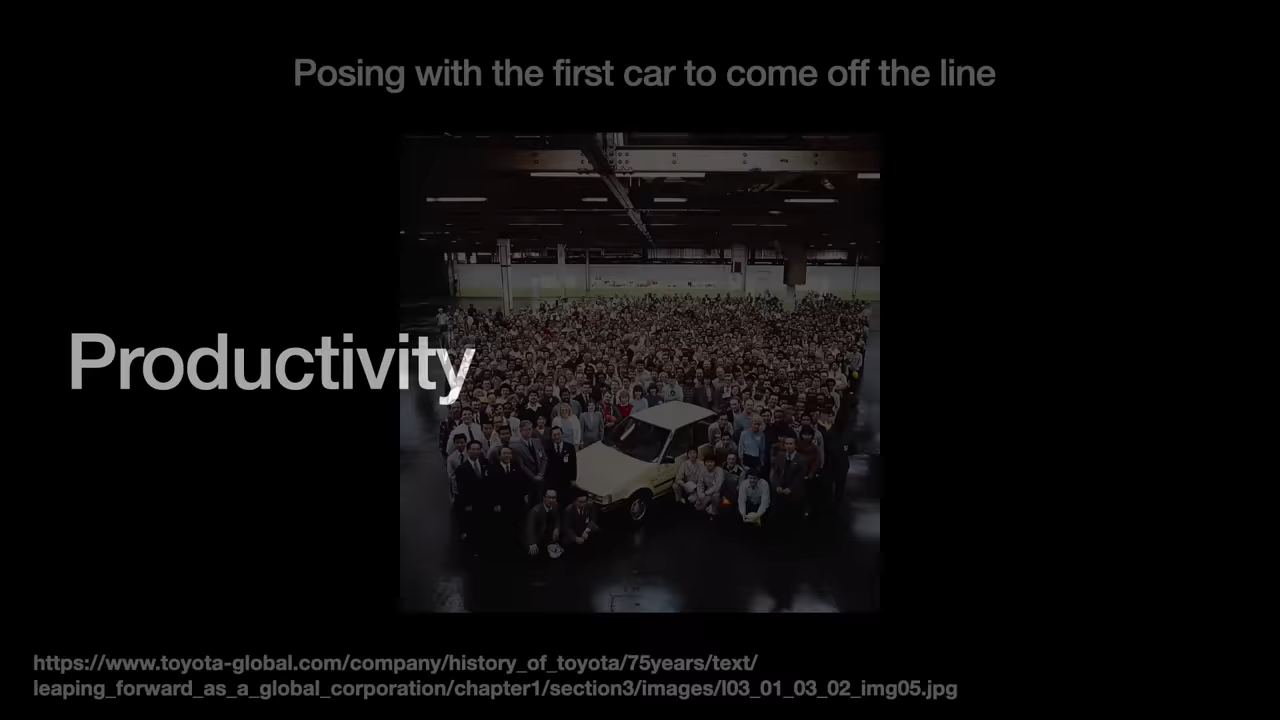 Posing with the first car to come off the line
Productivity
https://www.toyota-global.com/company/history_of_toyota/75years/text/
leaping_forward_as_a_global_corporation/chapter1/section3/images/l03_01_03_02_img05.jpg